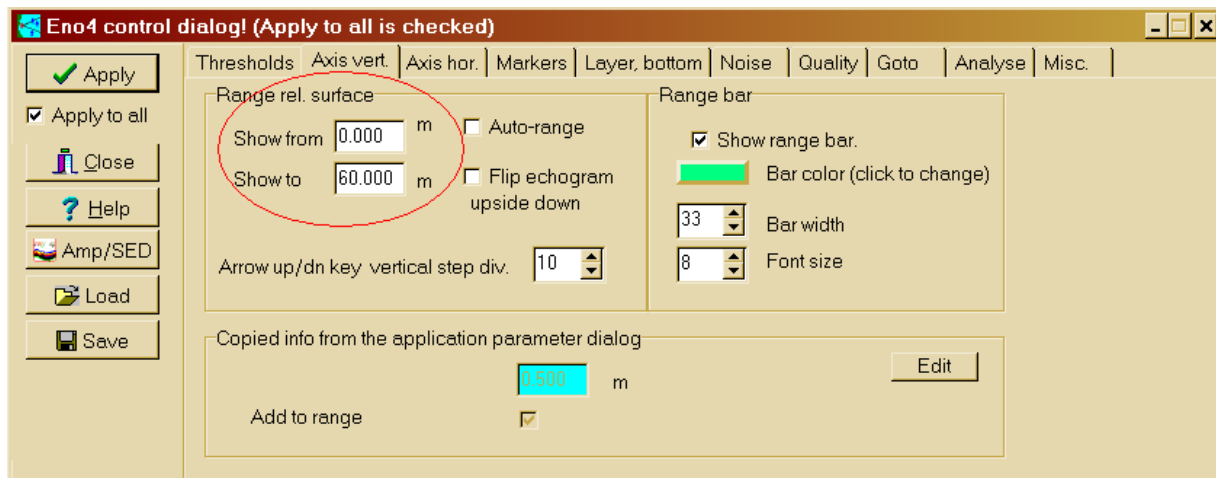 Eno4 control dialog! (Apply to all is checked)
Apply
Apply to all
Close
Help
Amp/SED
Load
Save
Thresholds Axis vert. Axis hor. Markers Layer, bottom Noise Quality Goto Analyse Misc.
Range rel. surface
Show from 0.000 m Auto-range
Show to 60.000 m Flip echogram
upside down
Arrow up/dn key vertical step div. 10
Range bar
Show range bar.
Bar color (click to change)
33 Bar width
8 Font size
Copied info from the application parameter dialog
0.500 m
Edit
Add to range